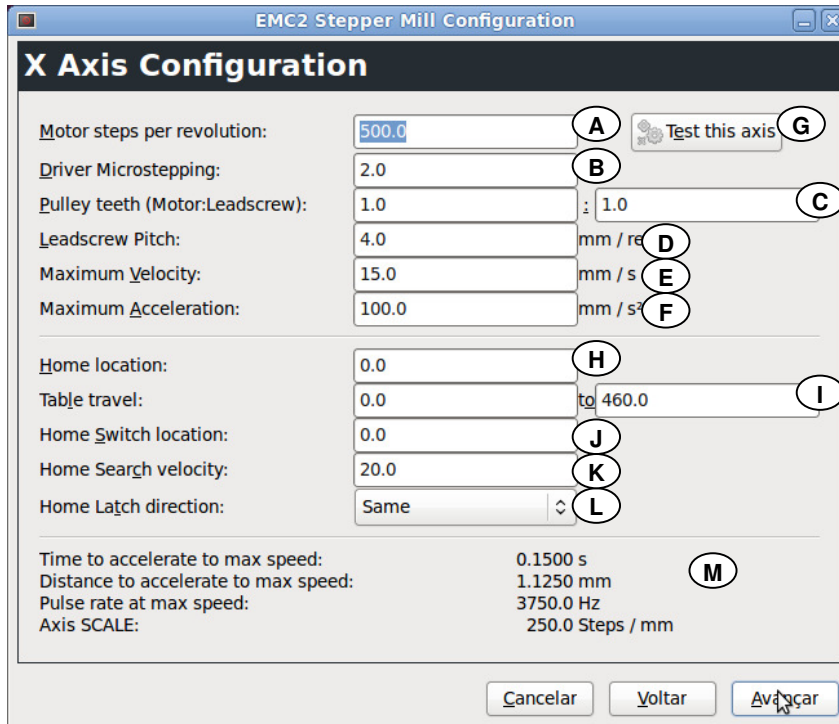 EMC2 Stepper Mill Configuration
X Axis Configuration
Motor steps per revolution: 500.0 A Test this axis G
Driver Microstepping: 2.0 B
Pulley teeth (Motor:Leadscrew): 1.0 : 1.0 C
Leadscrew Pitch: 4.0 mm / re D
Maximum Velocity: 15.0 mm / s E
Maximum Acceleration: 100.0 mm / s² F
Home location: 0.0 H
Table travel: 0.0 to 460.0 I
Home Switch location: 0.0 J
Home Search velocity: 20.0 K
Home Latch direction: Same L
Time to accelerate to max speed: 0.1500 s
Distance to accelerate to max speed: 1.1250 mm M
Pulse rate at max speed: 3750.0 Hz
Axis SCALE: 250.0 Steps / mm
Cancelar Voltar Avançar